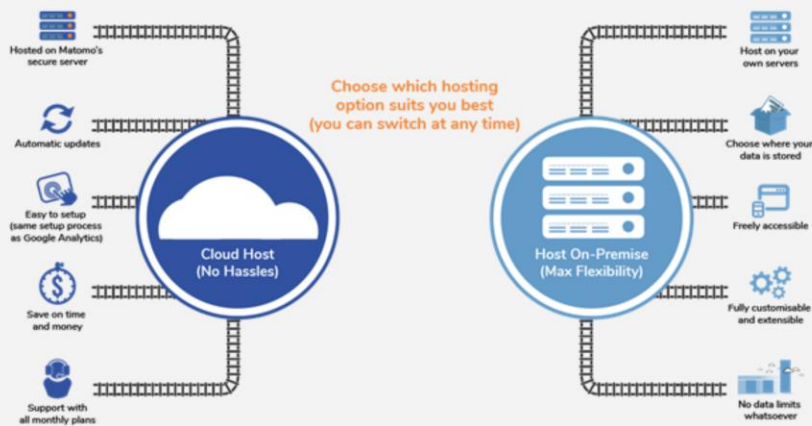 Hosted on Matomo's
secure server
Automatic updates
Easy to setup
(same setup process
as Google Analytics)
Save on time
and money
Support with
all monthly plans
Cloud Host
(No Hassles)
Choose which hosting
option suits you best
(you can switch at any time)
Host On-Premise
(Max Flexibility)
Host on your
own servers
Choose where your
data is stored
Freely accessible
Fully customisable
and extensible
No data limits
whatsoever